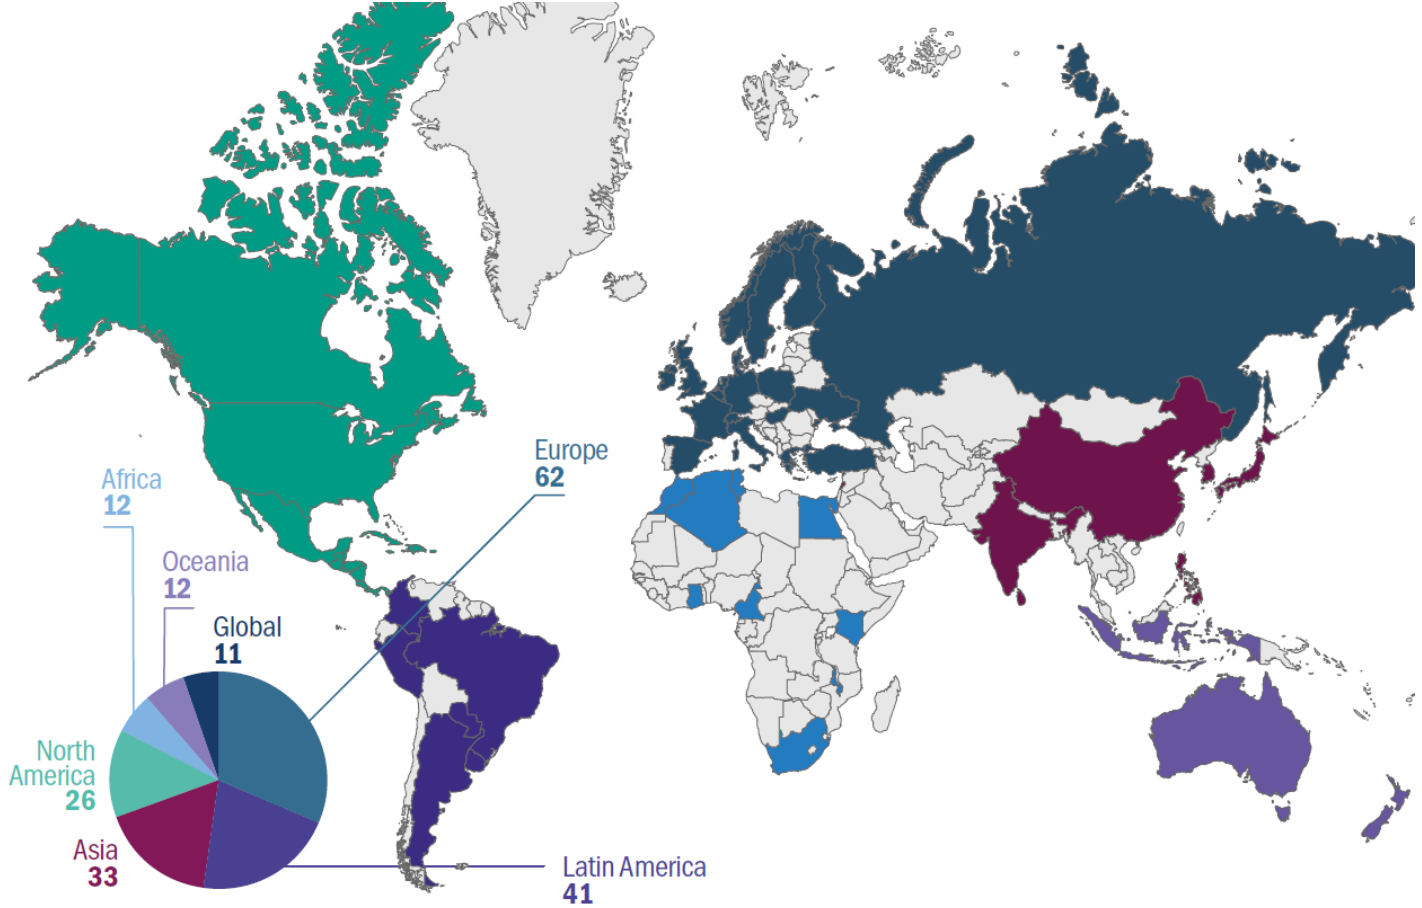 Europe
62
Africa
12
Oceania
12
Global
11
North
America
26
Asia
33
Latin America
41